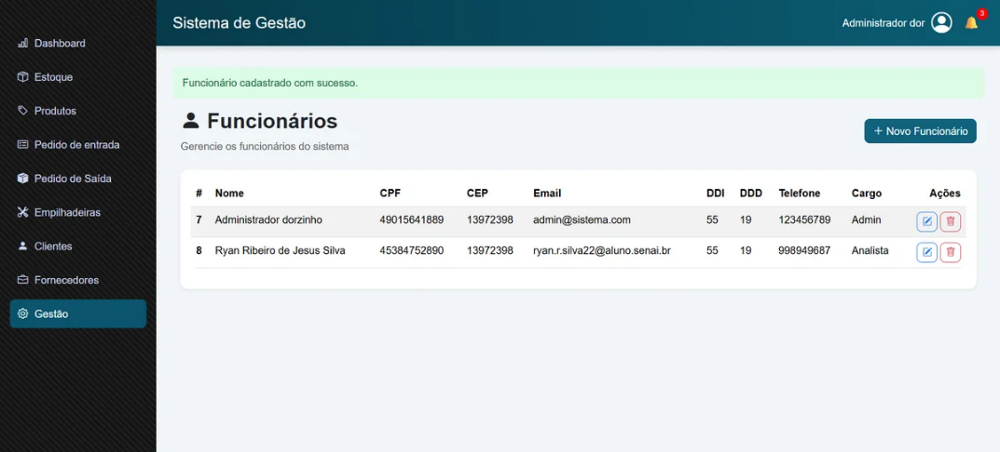 Sistema de Gestão
Administrador dor
3
Dashboard
Estoque
Produtos
Pedido de entrada
Pedido de Saída
Empilhadeiras
Clientes
Fornecedores
Gestão
Funcionário cadastrado com sucesso.
Funcionários
Gerencie os funcionários do sistema
+ Novo Funcionário
# Nome CPF CEP Email DDI DDD Telefone Cargo Ações
7 Administrador dorzinho 49015641889 13972398 admin@sistema.com 55 19 123456789 Admin
8 Ryan Ribeiro de Jesus Silva 45384752890 13972398 ryan.r.silva22@aluno.senai.br 55 19 998949687 Analista